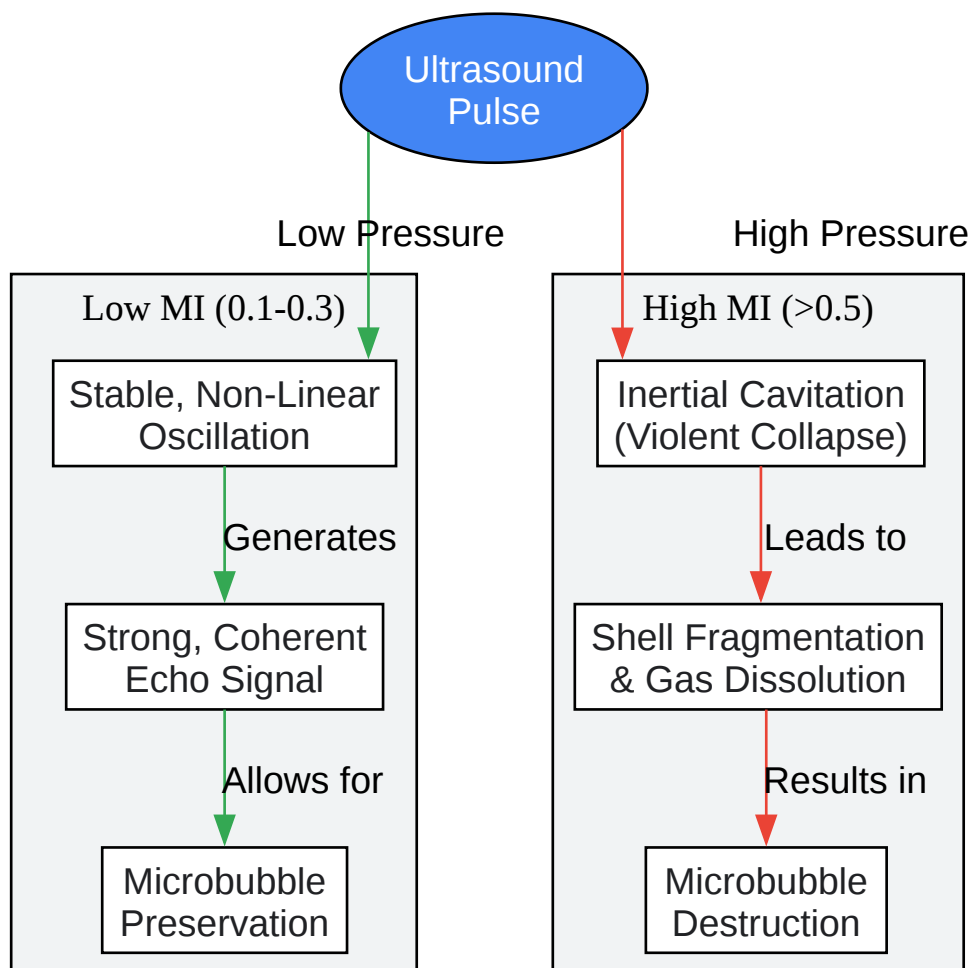 Ultrasound
Pulse
Low Pressure
High Pressure
Low MI (0.1-0.3)
Stable, Non-Linear
Oscillation
Generates
Strong, Coherent
Echo Signal
Allows for
Microbubble
Preservation
High MI (>0.5)
Inertial Cavitation
(Violent Collapse)
Leads to
Shell Fragmentation
& Gas Dissolution
Results in
Microbubble
Destruction